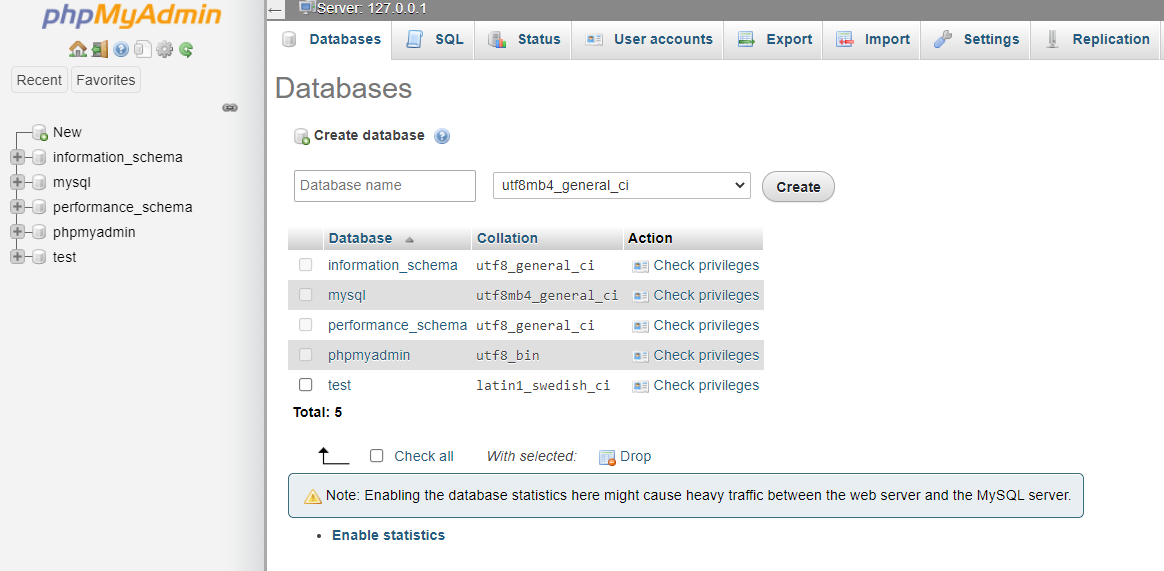 phpMyAdmin
Recent Favorites
New
information_schema
mysql
performance_schema
phpmyadmin
test
Server: 127.0.0.1
Databases SQL Status User accounts Export Import Settings Replication
Databases
Create database
Database name utf8mb4_general_ci Create
Database Collation Action
information_schema utf8_general_ci Check privileges
mysql utf8mb4_general_ci Check privileges
performance_schema utf8_general_ci Check privileges
phpmyadmin utf8_bin Check privileges
test latin1_swedish_ci Check privileges
Total: 5
Check all With selected: Drop
Note: Enabling the database statistics here might cause heavy traffic between the web server and the MySQL server.
• Enable statistics